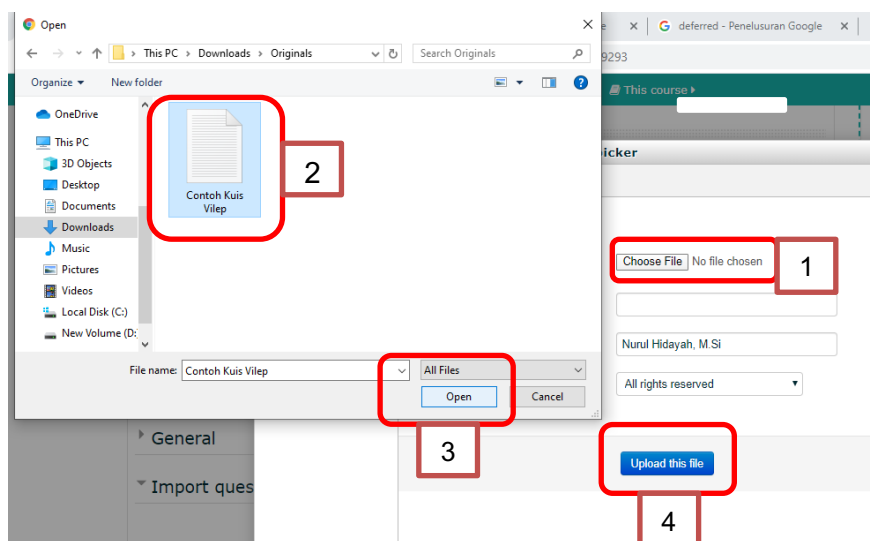 Open
e
deferred - Penelusuran Google
This PC > Downloads > Originals
Search Originals
9293
Organize
New folder
This course
OneDrive
This PC
3D Objects
Desktop
Documents
Downloads
Music
Pictures
Videos
Local Disk (C:)
New Volume (D:
Contoh Kuis
Vilep
2
icker
Choose File No file chosen
1
Nurul Hidayah, M.Si
All rights reserved
File name: Contoh Kuis Vilep
All Files
Open
Cancel
3
General
Import ques
Upload this file
4